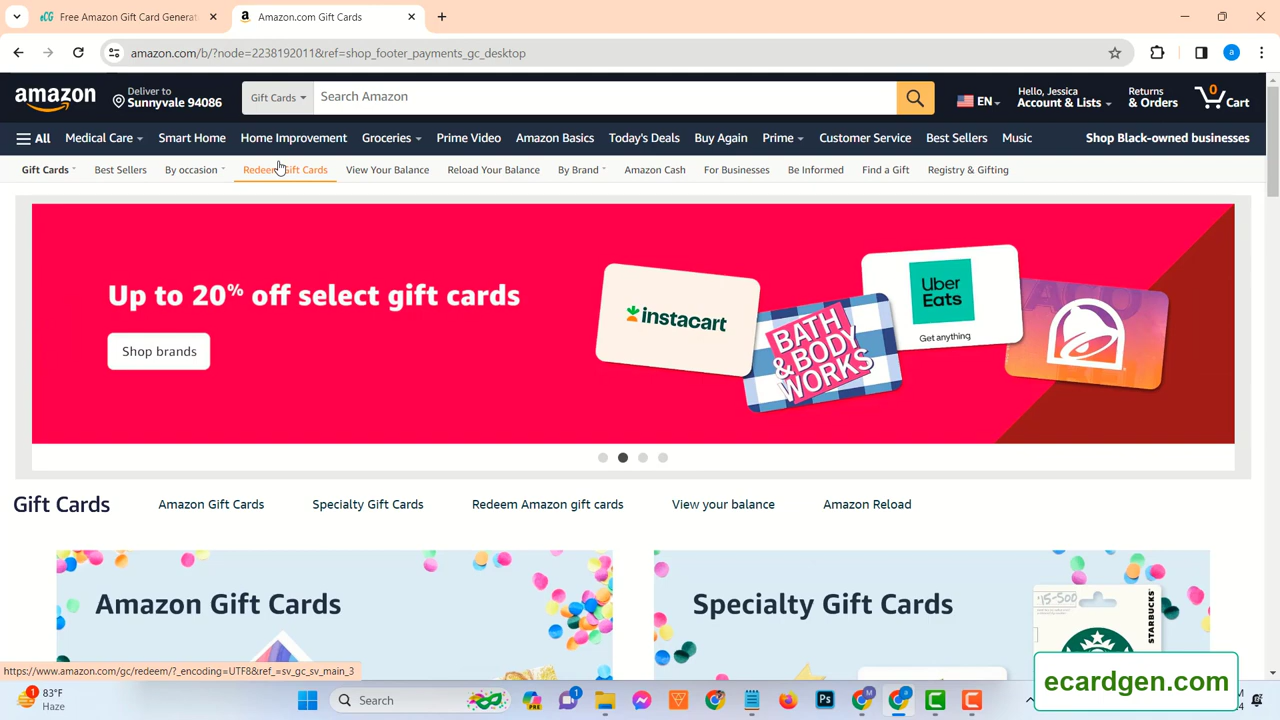 Free Amazon Gift Card Generat
Amazon.com Gift Cards
amazon.com/b/?node=2238192011&ref=shop_footer_payments_gc_desktop
amazon
Deliver to
Sunnyvale 94086
Gift Cards
Search Amazon
EN
Hello, Jessica
Account & Lists
Returns
& Orders
0
Cart
All
Medical Care
Smart Home
Home Improvement
Groceries
Prime Video
Amazon Basics
Today's Deals
Buy Again
Prime
Customer Service
Best Sellers
Music
Shop Black-owned businesses
Gift Cards
Best Sellers
By occasion
Redeem Gift Cards
View Your Balance
Reload Your Balance
By Brand
Amazon Cash
For Businesses
Be Informed
Find a Gift
Registry & Gifting
Up to 20% off select gift cards
Shop brands
instacart
BATH
& BODY
WORKS
Uber
Eats
Get anything
Gift Cards
Amazon Gift Cards
Specialty Gift Cards
Redeem Amazon gift cards
View your balance
Amazon Reload
Amazon Gift Cards
Specialty Gift Cards
$15-500
STARBUCKS
https://www.amazon.com/gc/redeem/?_encoding=UTF8&ref_=sv_gc_sv_main_3
ecardgen.com
83°F
Haze
Search